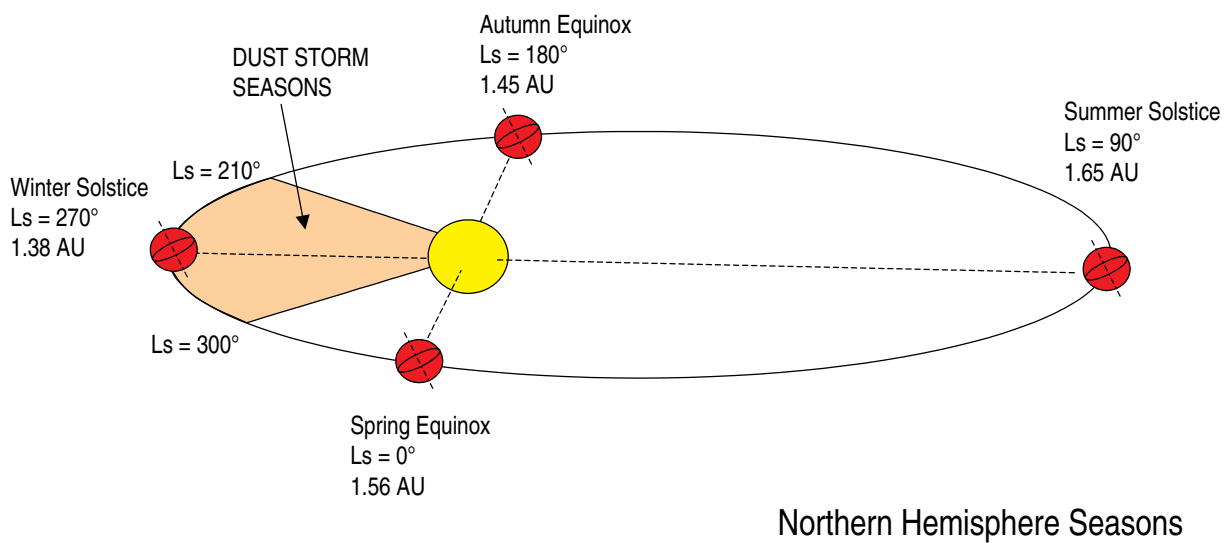 Autumn Equinox
Ls = 180°
1.45 AU
DUST STORM
SEASONS
Summer Solstice
Ls = 90°
1.65 AU
Ls = 210°
Winter Solstice
Ls = 270°
1.38 AU
Ls = 300°
Spring Equinox
Ls = 0°
1.56 AU
Northern Hemisphere Seasons